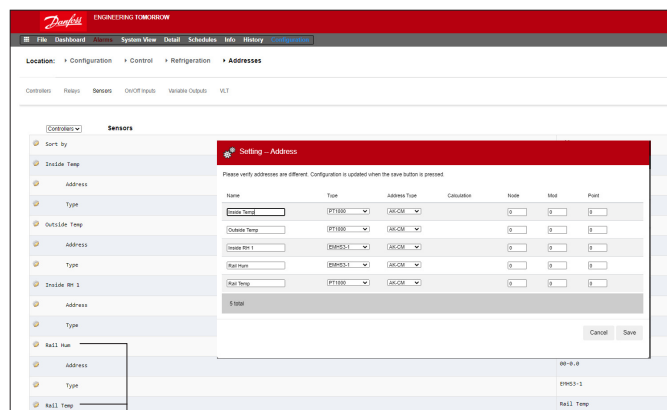 Danfoss ENGINEERING TOMORROW
File Dashboard Alarms System View Detail Schedules Info History Configuration
Location: Configuration Control Refrigeration Addresses
Controllers Relays Sensors On/Off Inputs Variable Outputs VLT
Controllers Sensors
Sort by
Inside Temp
Address
Type
Outside Temp
Address
Type
Inside RH 1
Address
Type
Rail Hum
Address 00-0.0
Type EMHS3-1
Rail Temp Rail Temp
Setting -- Address
Please verify addresses are different. Configuration is updated when the save button is pressed.
Name Type Address Type Calculation Node Mod Point
Inside Temp PT1000 AK-CM 0 0 0
Outside Temp PT1000 AK-CM 0 0 0
Inside RH 1 EMHS3-1 AK-CM 0 0 0
Rail Hum EMHS3-1 AK-CM 0 0 0
Rail Temp PT1000 AK-CM 0 0 0
5 total
Cancel Save